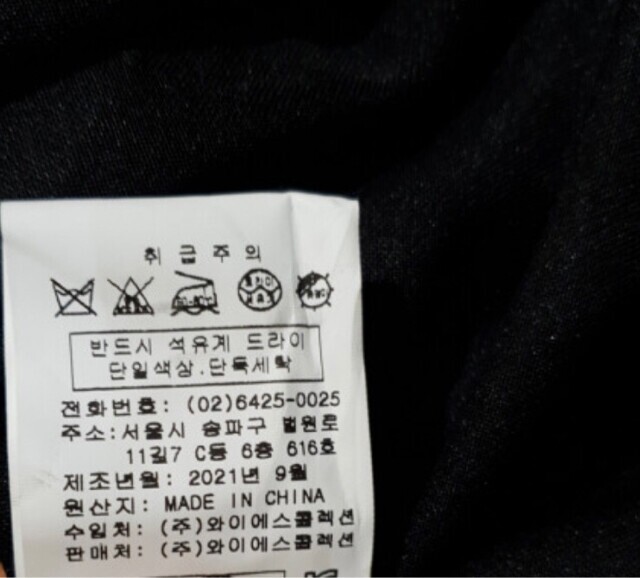 취급주의
반드시 석유계 드라이
단일색상.단독세탁
전화번호: (02)6425-0025
주소:서울시 송파구 법원로
11길7 C동 6층 616호
제조년월: 2021년 9월
원산지: MADE IN CHINA
수입처: (주)와이에스콜렉션
판매처: (주)와이에스콜렉션